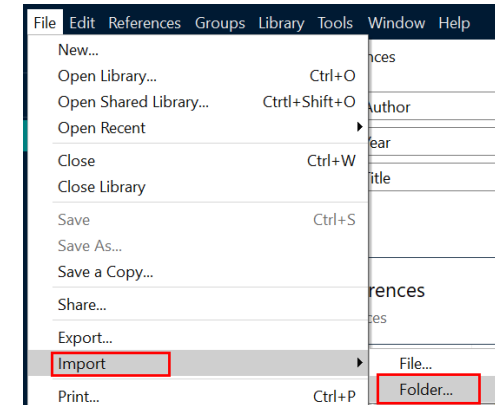 File Edit References Groups Library Tools Window Help
New...
Open Library... Ctrl+O
Open Shared Library... Ctrtl+Shift+O
Open Recent
Close Ctrl+W
Close Library
Save Ctrl+S
Save As...
Save a Copy...
Share...
Export...
Import
Print... Ctrl+P
File...
Folder...
nces
Author
Year
Title
rences
ces